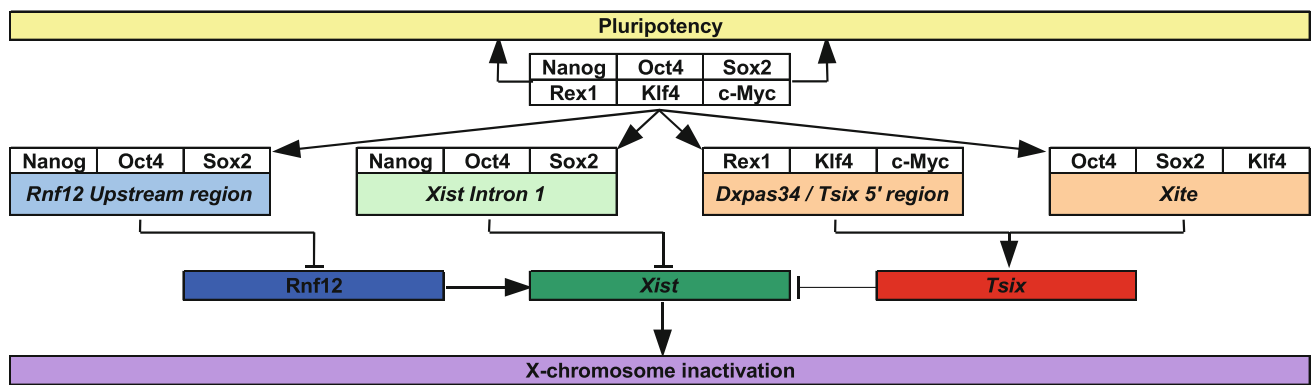 Pluripotency
Nanog Oct4 Sox2
Rex1 Klf4 c-Myc
Nanog Oct4 Sox2 Nanog Oct4 Sox2 Rex1 Klf4 c-Myc Oct4 Sox2 Klf4
Rnf12 Upstream region Xist Intron 1 Dxpas34 / Tsix 5' region Xite
Rnf12 Xist Tsix
X-chromosome inactivation